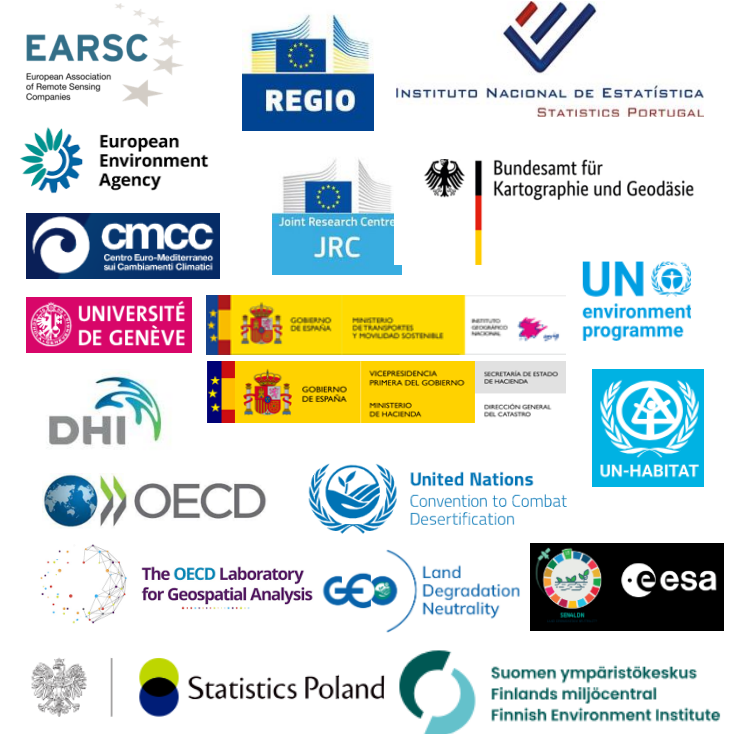 EARSC
European Association
of Remote Sensing
Companies
REGIO
INSTITUTO NACIONAL DE ESTATÍSTICA
STATISTICS PORTUGAL
European
Environment
Agency
Joint Research Centre
JRC
Bundesamt für
Kartographie und Geodäsie
cmcc
Centro Euro-Mediterraneo
sui Cambiamenti Climatici
UN
environment
programme
UNIVERSITÉ
DE GENÈVE
GOBIERNO
DE ESPAÑA
MINISTERIO
DE TRANSPORTES
Y MOVILIDAD SOSTENIBLE
INSTITUTO
GEOGRÁFICO
NACIONAL
GOBIERNO
DE ESPAÑA
VICEPRESIDENCIA
PRIMERA DEL GOBIERNO
MINISTERIO
DE HACIENDA
SECRETARÍA DE ESTADO
DE HACIENDA
DIRECCIÓN GENERAL
DEL CATASTRO
DHI
UN-HABITAT
OECD
United Nations
Convention to Combat
Desertification
The OECD Laboratory
for Geospatial Analysis
GEO
Land
Degradation
Neutrality
esa
Statistics Poland
Suomen ympäristökeskus
Finlands miljöcentral
Finnish Environment Institute